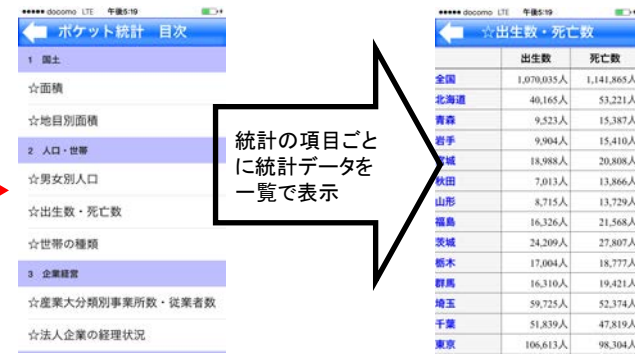 docomo LTE 午後5:19
ポケット統計 目次
1 国土
☆面積
☆地目別面積
2 人口・世帯
☆男女別人口
☆出生数・死亡数
☆世帯の種類
3 企業経営
☆産業大分類別事業所数・従業者数
☆法人企業の経理状況
統計の項目ごと
に統計データを
一覧で表示
docomo LTE 午後5:19
☆出生数・死亡数
出生数 死亡数
全国 1,070,035人 1,141,865人
北海道 40,165人 53,221人
青森 9,523人 15,387人
岩手 9,904人 15,410人
城 18,988人 20,808人
秋田 7,013人 13,866人
山形 8,715人 13,729人
福島 16,326人 21,568人
茨城 24,209人 27,807人
栃木 17,004人 18,777人
群馬 16,310人 19,421人
埼玉 59,725人 52,374人
千葉 51,839人 47,819人
東京 106,613人 98,304人